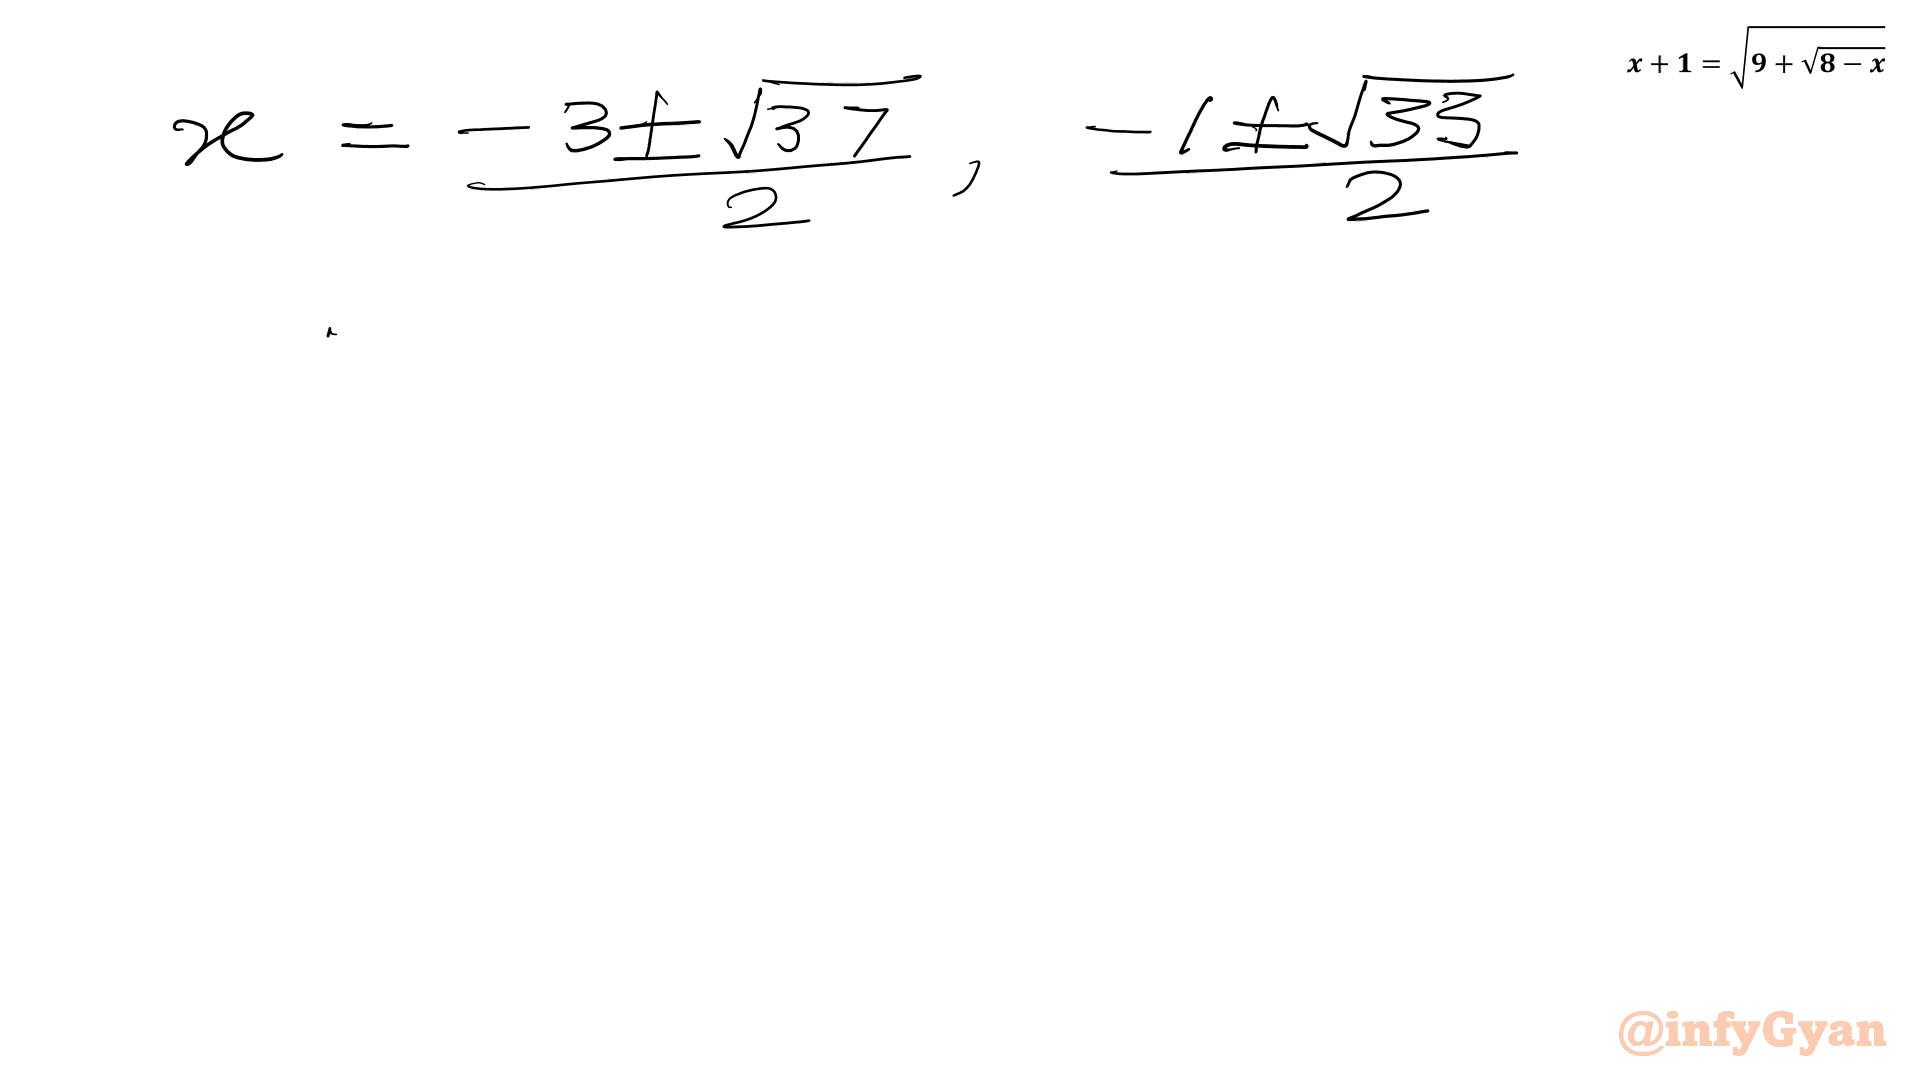 x + 1 = √(9 + √(8 − x))
x = (−3 ± √37)/2 , (−1 ± √33)/2
@infyGyan